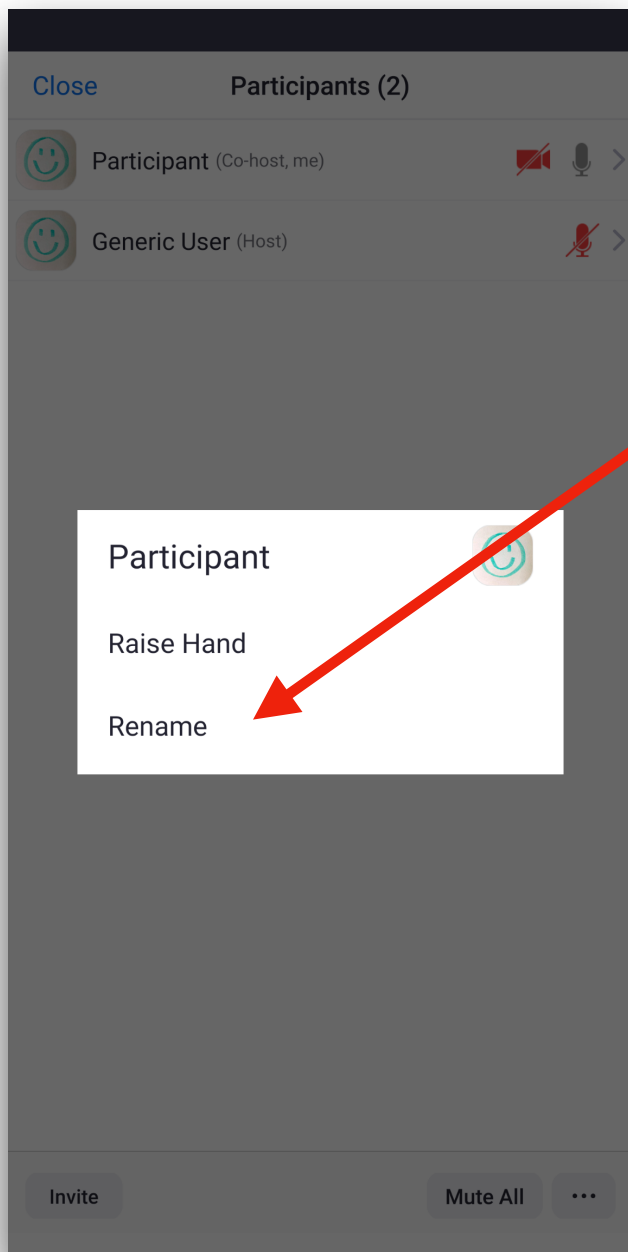 Close Participants (2)
Participant (Co-host, me)
Generic User (Host)
Participant
Raise Hand
Rename
Invite Mute All ...